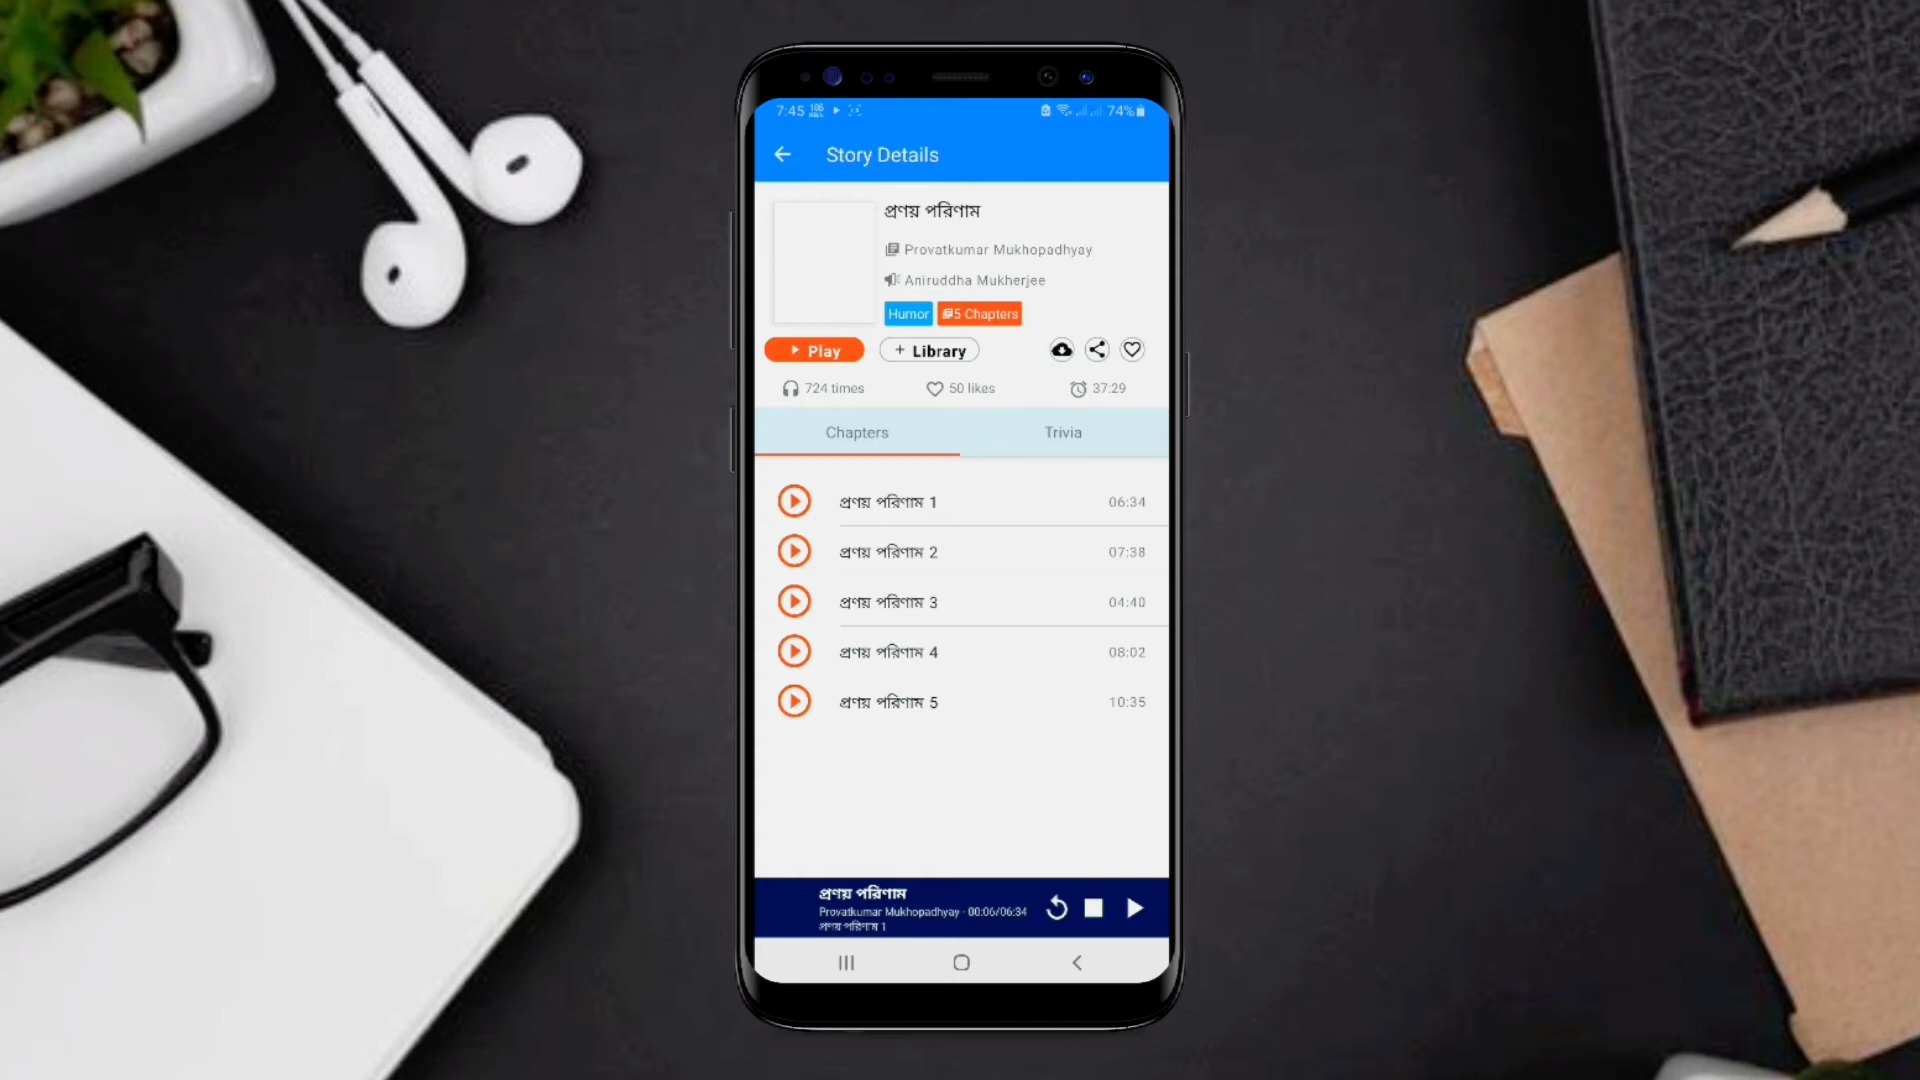 7:45 74%
Story Details
প্রণয় পরিণাম
Provatkumar Mukhopadhyay
Aniruddha Mukherjee
Humor 5 Chapters
Play + Library
724 times 50 likes 37:29
Chapters Trivia
প্রণয় পরিণাম 1 06:34
প্রণয় পরিণাম 2 07:38
প্রণয় পরিণাম 3 04:40
প্রণয় পরিণাম 4 08:02
প্রণয় পরিণাম 5 10:35
প্রণয় পরিণাম
Provatkumar Mukhopadhyay - 00:06/06:34
প্রণয় পরিণাম 1